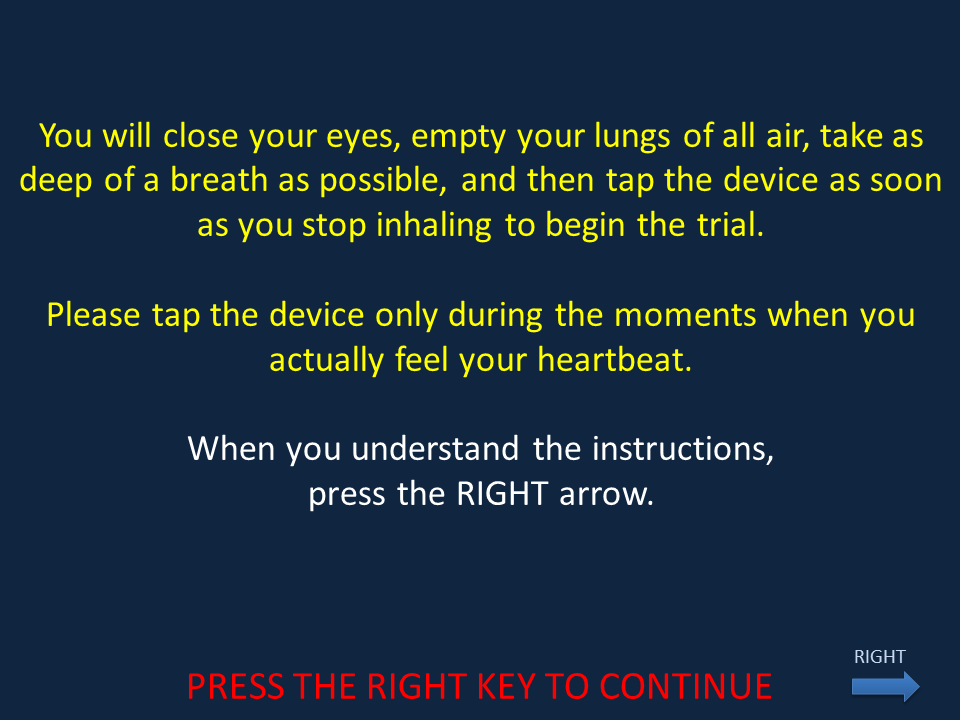 You will close your eyes, empty your lungs of all air, take as
deep of a breath as possible, and then tap the device as soon
as you stop inhaling to begin the trial.
Please tap the device only during the moments when you
actually feel your heartbeat.
When you understand the instructions,
press the RIGHT arrow.
RIGHT
PRESS THE RIGHT KEY TO CONTINUE